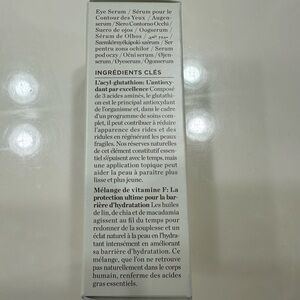 Eye Serum / Sérum pour le
Contour des Yeux / Augen-
serum / Siero Contorno Occhi /
Suero de ojos / Oogserum /
Sérum de Olhos /
Szemkörnyékápoló szérum / Ser
pentru zona ochilor / Serum
pod oczy / Oční sérum / Øjen-
serum / Øyeserum / Ögonserum
INGRÉDIENTS CLÉS
L'acyl-glutathion: L'antioxy-
dant par excellence Composé
de 3 acides aminés, le glutathi-
on est le principal antioxydant
de l'organisme et, dans le cadre
d'un programme de soins com-
plet, il peut contribuer à réduire
l'apparence des rides et des
ridules en régénérant les peaux
fragiles. Nos réserves naturelles
de cet élément constitutif essen-
tiel s'épuisent avec le temps, mais
une application topique peut
aider la peau à paraître plus
lisse et plus jeune.
Mélange de vitamine F: La
protection ultime pour la bar-
rière d'hydratation Les huiles
de lin, de chia et de macadamia
agissent au fil du temps pour
redonner de la souplesse et un
éclat naturel à la peau en l'hydra-
tant intensément en améliorant
sa barrière d'hydratation. Ce
mélange, que l'on ne retrouve
pas naturellement dans le corps
humain, renferme des acides
gras essentiels.